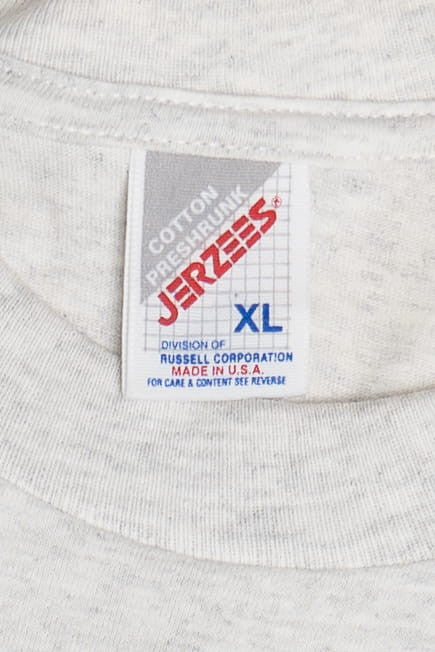 COTTON
PRESHRUNK
JERZEES®
XL
DIVISION OF
RUSSELL CORPORATION
MADE IN U.S.A.
FOR CARE & CONTENT SEE REVERSE